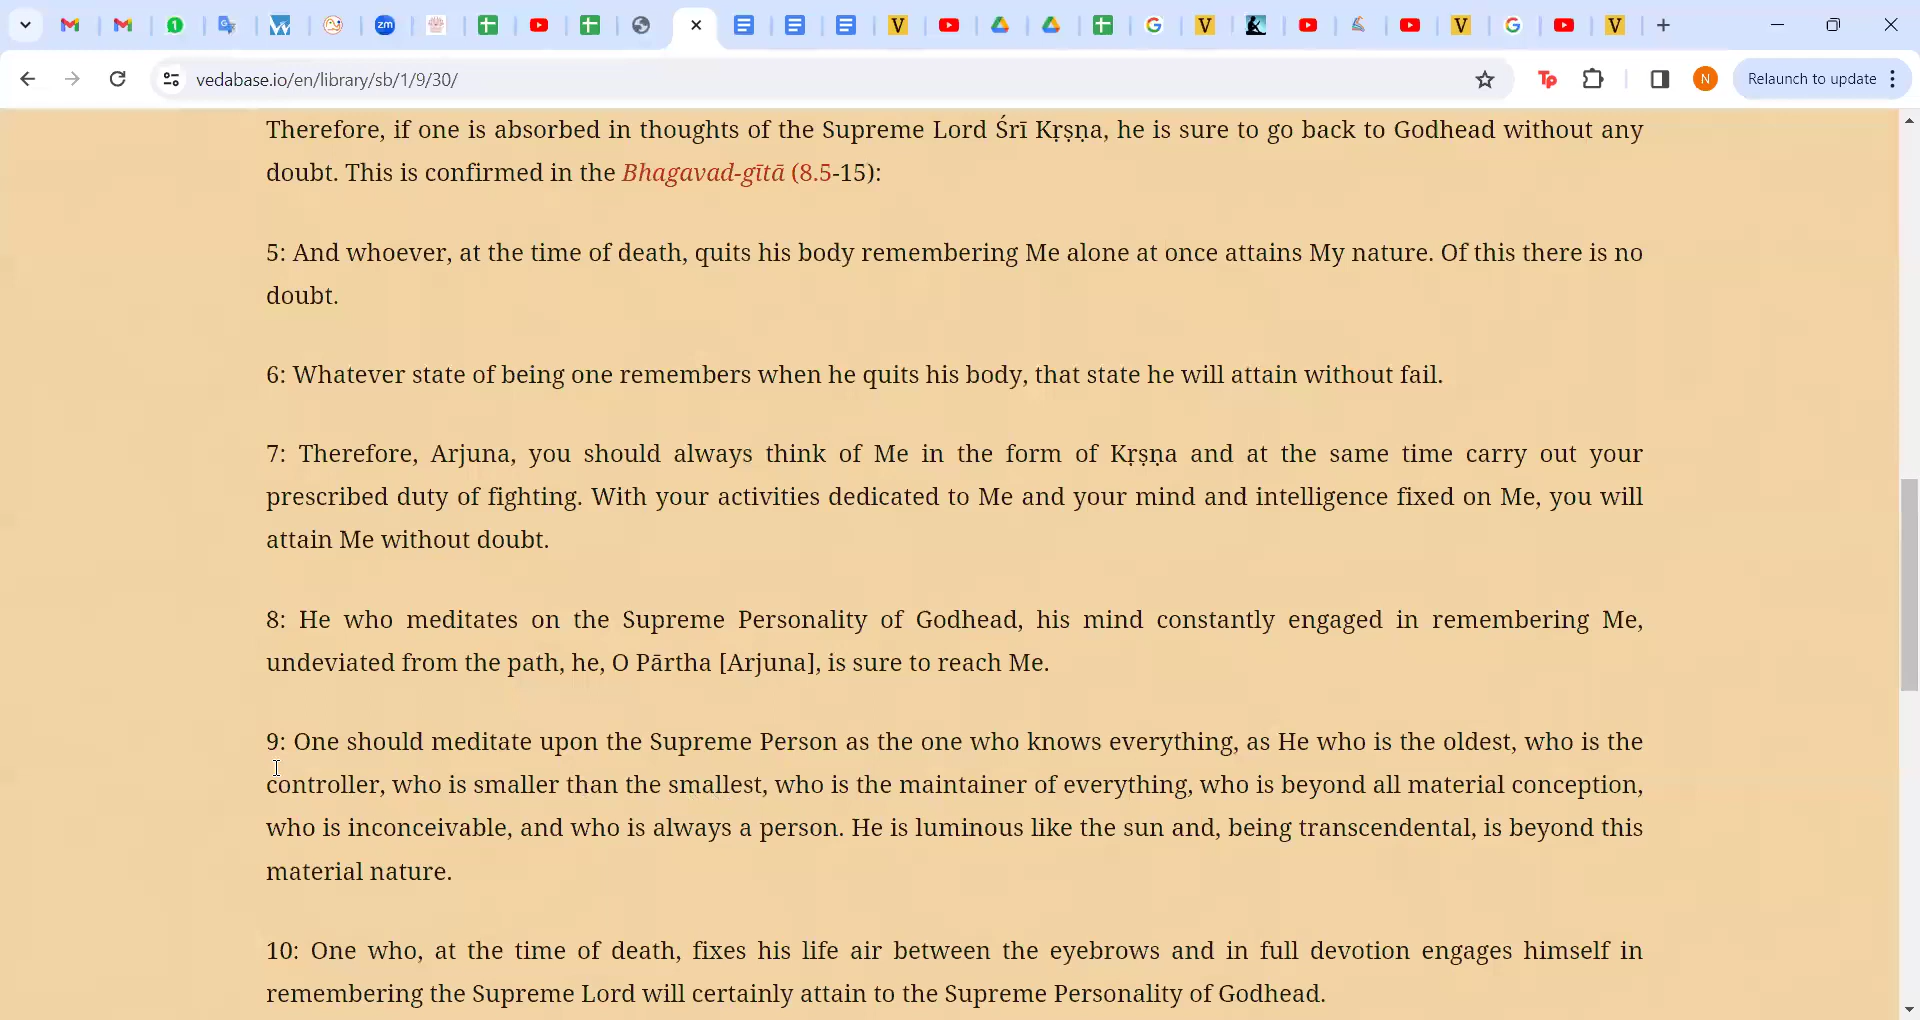 zm
vedabase.io/en/library/sb/1/9/30/
Tp
N
Relaunch to update
Therefore, if one is absorbed in thoughts of the Supreme Lord Śrī Kṛṣṇa, he is sure to go back to Godhead without any
doubt. This is confirmed in the Bhagavad-gītā (8.5-15):
5: And whoever, at the time of death, quits his body remembering Me alone at once attains My nature. Of this there is no
doubt.
6: Whatever state of being one remembers when he quits his body, that state he will attain without fail.
7: Therefore, Arjuna, you should always think of Me in the form of Kṛṣṇa and at the same time carry out your
prescribed duty of fighting. With your activities dedicated to Me and your mind and intelligence fixed on Me, you will
attain Me without doubt.
8: He who meditates on the Supreme Personality of Godhead, his mind constantly engaged in remembering Me,
undeviated from the path, he, O Pārtha [Arjuna], is sure to reach Me.
9: One should meditate upon the Supreme Person as the one who knows everything, as He who is the oldest, who is the
controller, who is smaller than the smallest, who is the maintainer of everything, who is beyond all material conception,
who is inconceivable, and who is always a person. He is luminous like the sun and, being transcendental, is beyond this
material nature.
10: One who, at the time of death, fixes his life air between the eyebrows and in full devotion engages himself in
remembering the Supreme Lord will certainly attain to the Supreme Personality of Godhead.